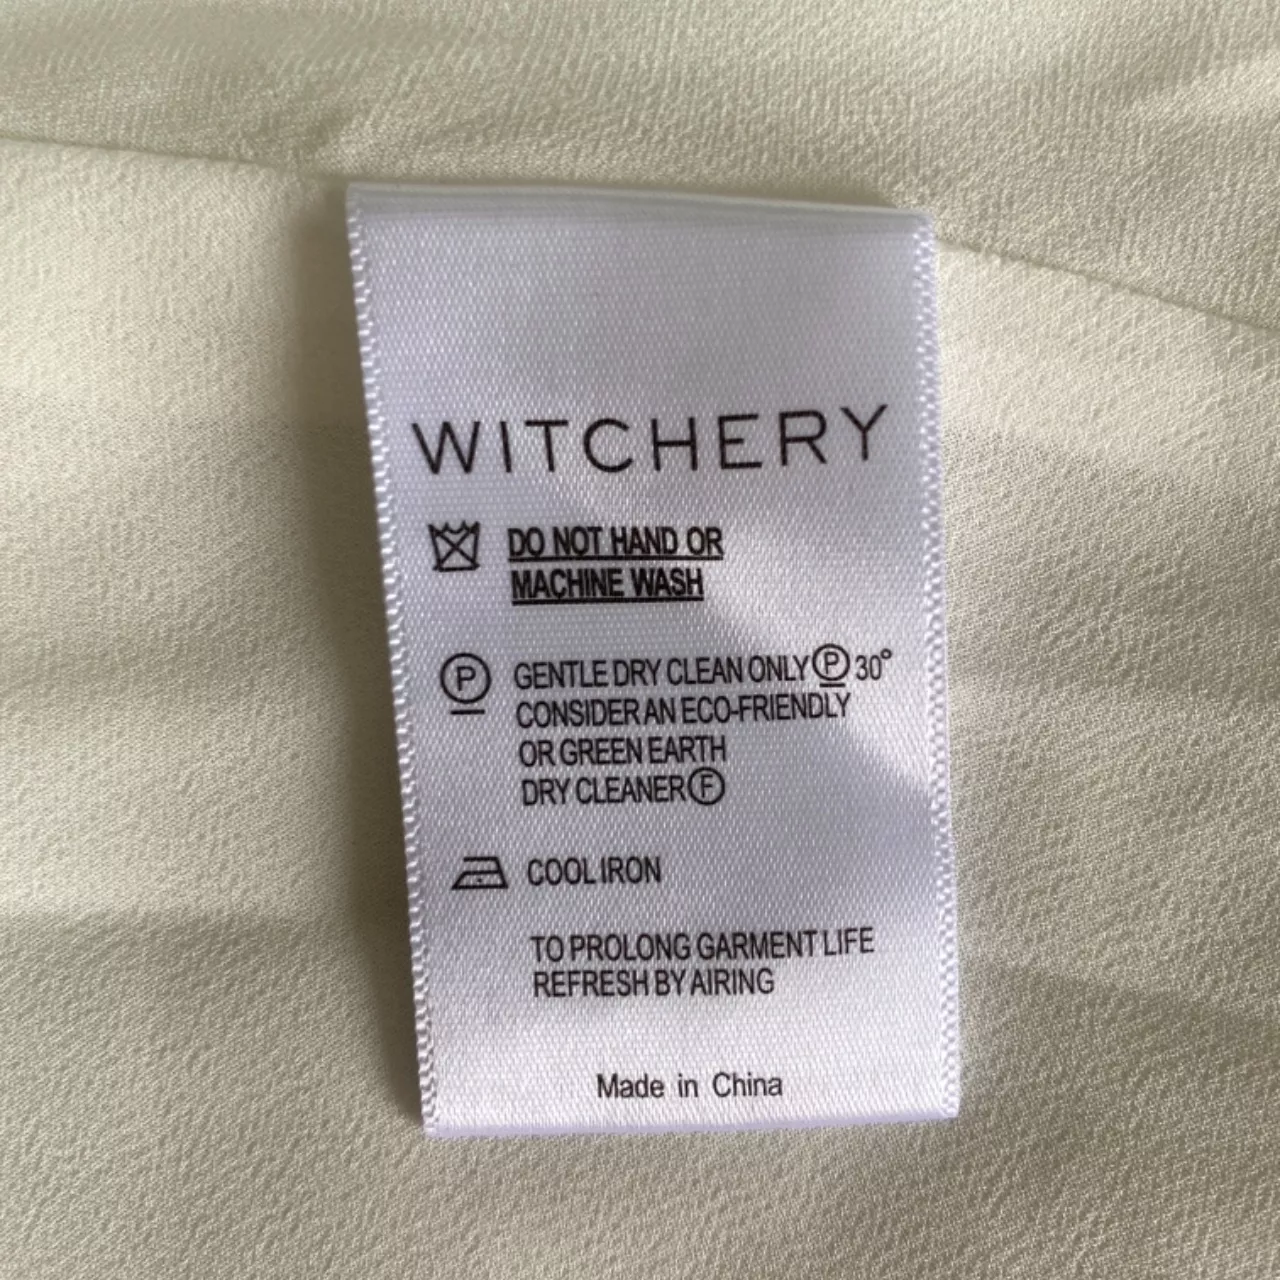 WITCHERY
DO NOT HAND OR
MACHINE WASH
P GENTLE DRY CLEAN ONLY P 30°
CONSIDER AN ECO-FRIENDLY
OR GREEN EARTH
DRY CLEANER F
COOL IRON
TO PROLONG GARMENT LIFE
REFRESH BY AIRING
Made in China